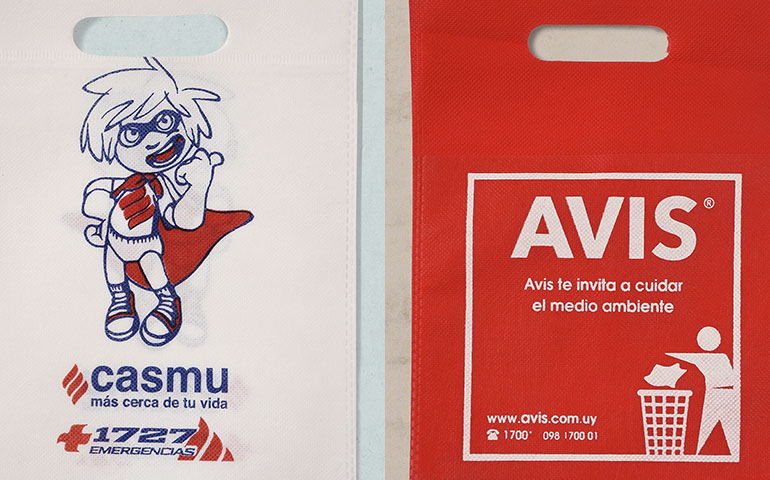 casmu
más cerca de tu vida
1727
EMERGENCIAS
AVIS®
Avis te invita a cuidar
el medio ambiente
www.avis.com.uy
☎ 1700* 098 1700 01